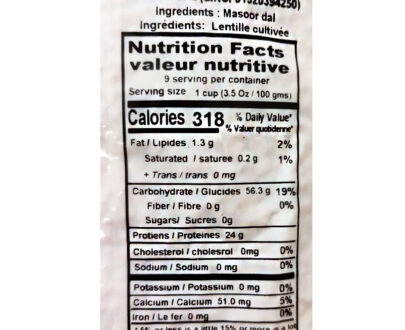 Ingredients : Masoor dal
Ingrédients: Lentille cultivée
Nutrition Facts
valeur nutritive
9 serving per container
Serving size 1 cup (3.5 Oz / 100 gms)
Calories 318 % Daily Value*
% Valuer quotidenne*
Fat / Lipides 1.3 g 2%
Saturated / saturee 0.2 g 1%
+ Trans / trans 0 mg
Carbohydrate / Glucides 56.3 g 19%
Fiber / Fibre 0 g 0%
Sugars/ Sucres 0g
Protiens / Proteines 24 g
Cholesterol / cholesrol 0mg 0%
Sodium / Sodium 0 mg 0%
Potassium / Potassium 0 mg 0%
Calcium / Calcium 51.0 mg 5%
Iron / Le fer 0 mg 0%